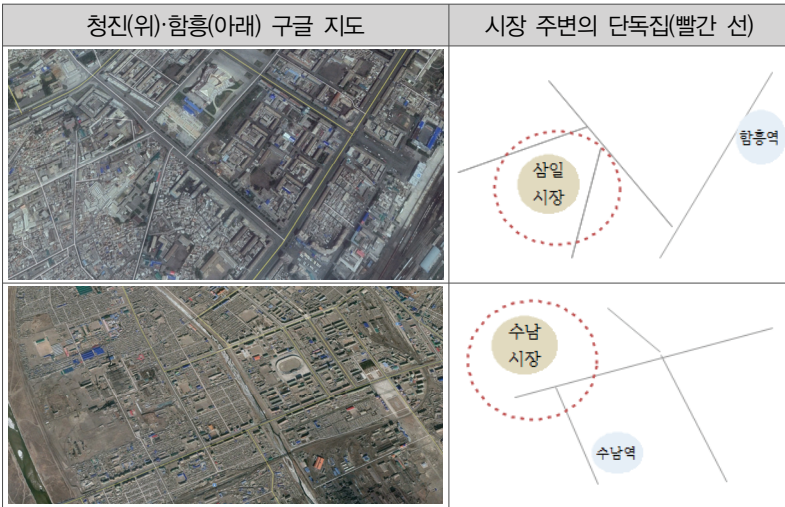 청진(위)·함흥(아래) 구글 지도
시장 주변의 단독집(빨간 선)
삼일
시장
함흥역
수남
시장
수남역